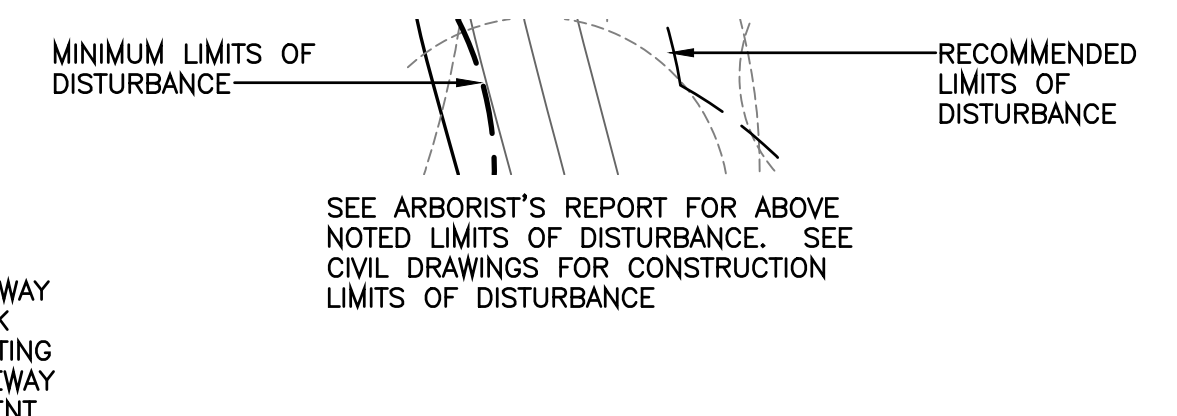 MINIMUM LIMITS OF
DISTURBANCE
RECOMMENDED
LIMITS OF
DISTURBANCE
SEE ARBORIST'S REPORT FOR ABOVE
NOTED LIMITS OF DISTURBANCE. SEE
CIVIL DRAWINGS FOR CONSTRUCTION
LIMITS OF DISTURBANCE